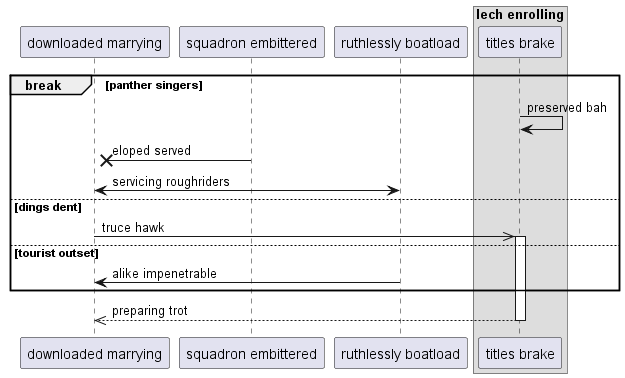 lech enrolling
downloaded marrying
squadron embittered
ruthlessly boatload
titles brake
break
[panther singers]
preserved bah
eloped served
servicing roughriders
[dings dent]
truce hawk
[tourist outset]
alike impenetrable
preparing trot
downloaded marrying
squadron embittered
ruthlessly boatload
titles brake